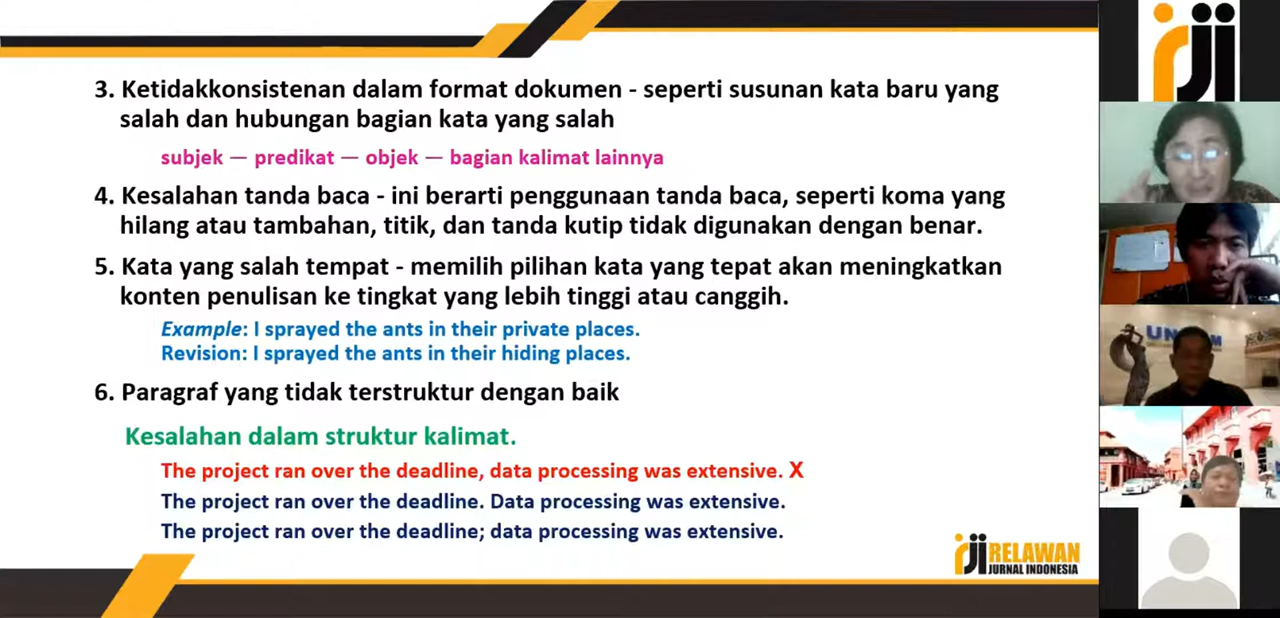 3. Ketidakkonsistenan dalam format dokumen - seperti susunan kata baru yang
salah dan hubungan bagian kata yang salah
subjek — predikat — objek — bagian kalimat lainnya
4. Kesalahan tanda baca - ini berarti penggunaan tanda baca, seperti koma yang
hilang atau tambahan, titik, dan tanda kutip tidak digunakan dengan benar.
5. Kata yang salah tempat - memilih pilihan kata yang tepat akan meningkatkan
konten penulisan ke tingkat yang lebih tinggi atau canggih.
Example: I sprayed the ants in their private places.
Revision: I sprayed the ants in their hiding places.
6. Paragraf yang tidak terstruktur dengan baik
Kesalahan dalam struktur kalimat.
The project ran over the deadline, data processing was extensive. X
The project ran over the deadline. Data processing was extensive.
The project ran over the deadline; data processing was extensive.
rji RELAWAN
JURNAL INDONESIA
rji